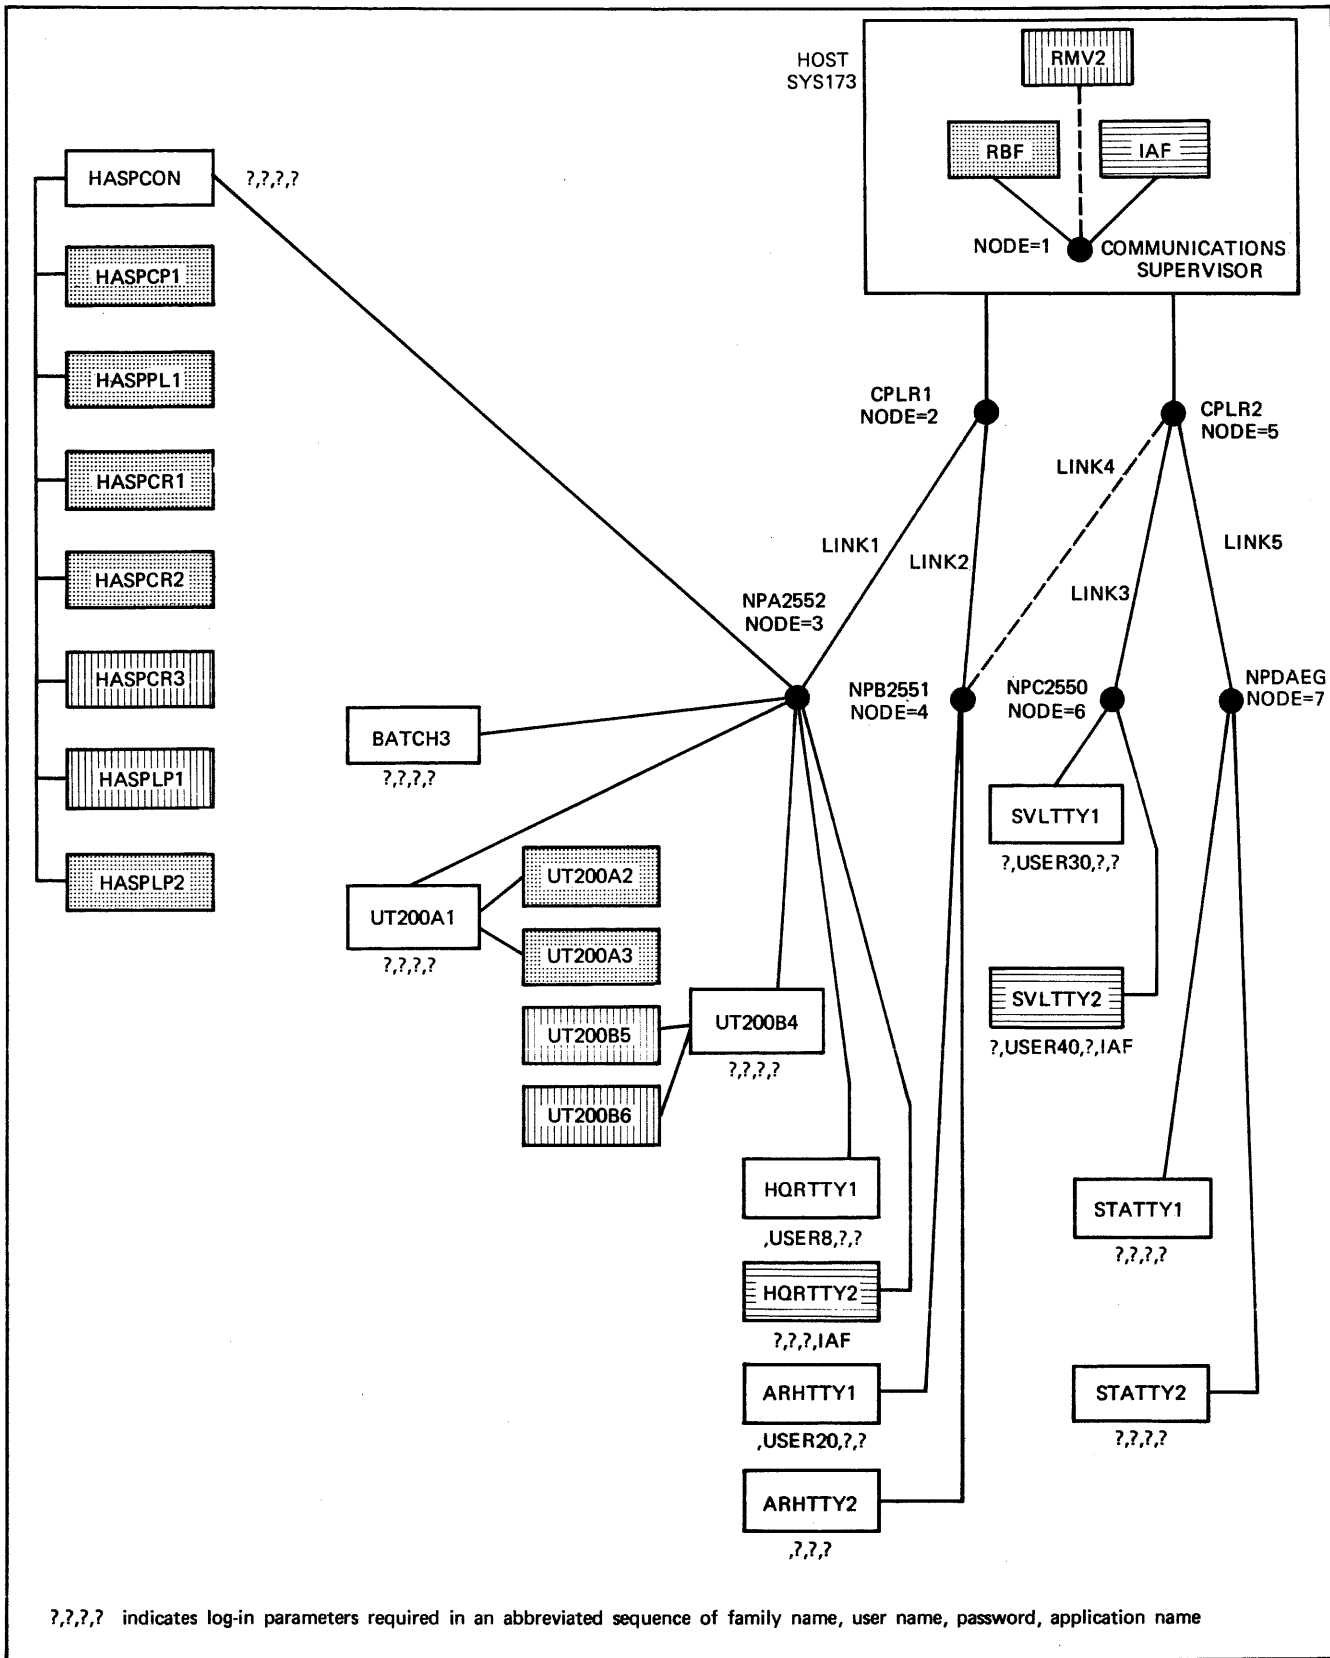 HOST
SYS173
RMV2
RBF
IAF
NODE=1
COMMUNICATIONS
SUPERVISOR
HASPCON
?,?,?,?
HASPCP1
HASPPL1
HASPCR1
HASPCR2
HASPCR3
HASPLP1
HASPLP2
CPLR1
NODE=2
CPLR2
NODE=5
LINK4
LINK1
LINK2
LINK5
LINK3
NPA2552
NODE=3
NPB2551
NODE=4
NPC2550
NODE=6
NPDAEG
NODE=7
BATCH3
?,?,?,?
UT200A1
?,?,?,?
UT200A2
UT200A3
UT200B5
UT200B6
UT200B4
?,?,?,?
SVLTTY1
?,USER30,?,?
SVLTTY2
?,USER40,?,IAF
HQRTTY1
,USER8,?,?
HQRTTY2
?,?,?,IAF
ARHTTY1
,USER20,?,?
ARHTTY2
,?,?,?
STATTY1
?,?,?,?
STATTY2
?,?,?,?
?,?,?,? indicates log-in parameters required in an abbreviated sequence of family name, user name, password, application name